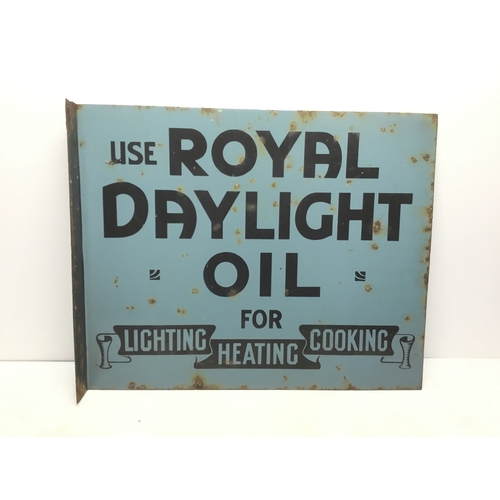 USE ROYAL
DAYLIGHT
OIL
FOR
LIGHTING HEATING COOKING